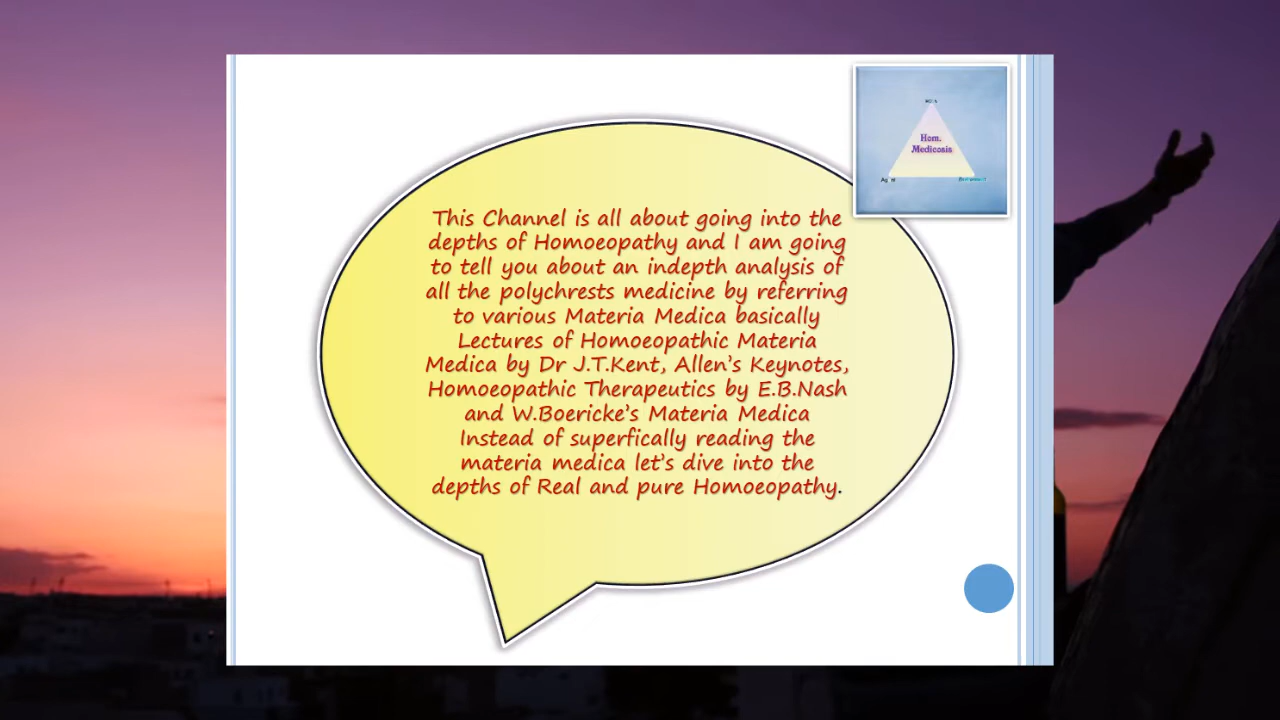 Hom.
Medicosis
This Channel is all about going into the
depths of Homoeopathy and I am going
to tell you about an indepth analysis of
all the polychrests medicine by referring
to various Materia Medica basically
Lectures of Homoeopathic Materia
Medica by Dr J.T.Kent, Allen's Keynotes,
Homoeopathic Therapeutics by E.B.Nash
and W.Boericke's Materia Medica
Instead of superfically reading the
materia medica let's dive into the
depths of Real and pure Homoeopathy.